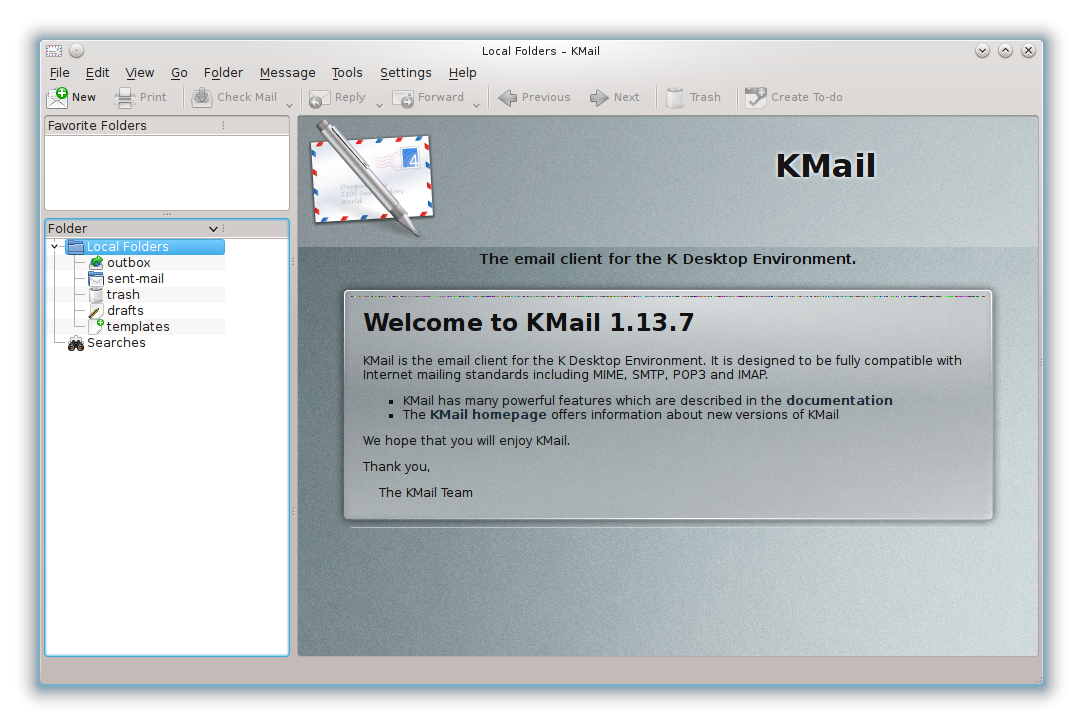 Local Folders – KMail
File Edit View Go Folder Message Tools Settings Help
New Print Check Mail Reply Forward Previous Next Trash Create To-do
Favorite Folders
Folder
Local Folders
outbox
sent-mail
trash
drafts
templates
Searches
4
World
KMail
The email client for the K Desktop Environment.
Welcome to KMail 1.13.7
KMail is the email client for the K Desktop Environment. It is designed to be fully compatible with
Internet mailing standards including MIME, SMTP, POP3 and IMAP.
KMail has many powerful features which are described in the documentation
The KMail homepage offers information about new versions of KMail
We hope that you will enjoy KMail.
Thank you,
The KMail Team